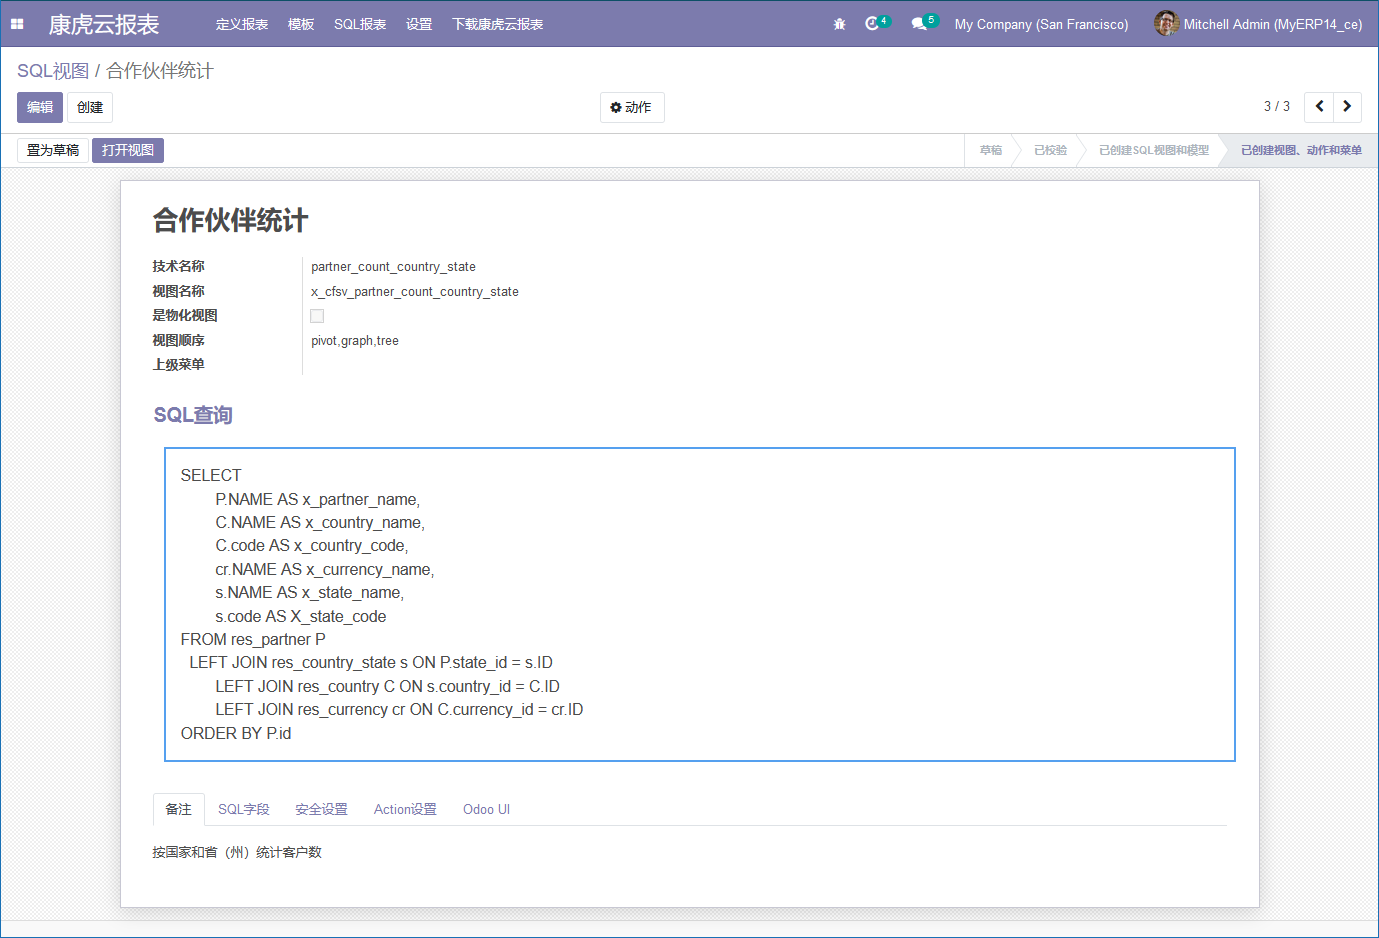 康虎云报表 定义报表 模板 SQL报表 设置 下载康虎云报表 4 5 My Company (San Francisco) Mitchell Admin (MyERP14_ce)
SQL视图 / 合作伙伴统计
编辑 创建 动作 3 / 3
置为草稿 打开视图 草稿 已校验 已创建SQL视图和模型 已创建视图、动作和菜单
合作伙伴统计
技术名称 partner_count_country_state
视图名称 x_cfsv_partner_count_country_state
是物化视图
视图顺序 pivot,graph,tree
上级菜单
SQL查询
SELECT
P.NAME AS x_partner_name,
C.NAME AS x_country_name,
C.code AS x_country_code,
cr.NAME AS x_currency_name,
s.NAME AS x_state_name,
s.code AS X_state_code
FROM res_partner P
LEFT JOIN res_country_state s ON P.state_id = s.ID
LEFT JOIN res_country C ON s.country_id = C.ID
LEFT JOIN res_currency cr ON C.currency_id = cr.ID
ORDER BY P.id
备注 SQL字段 安全设置 Action设置 Odoo UI
按国家和省（州）统计客户数